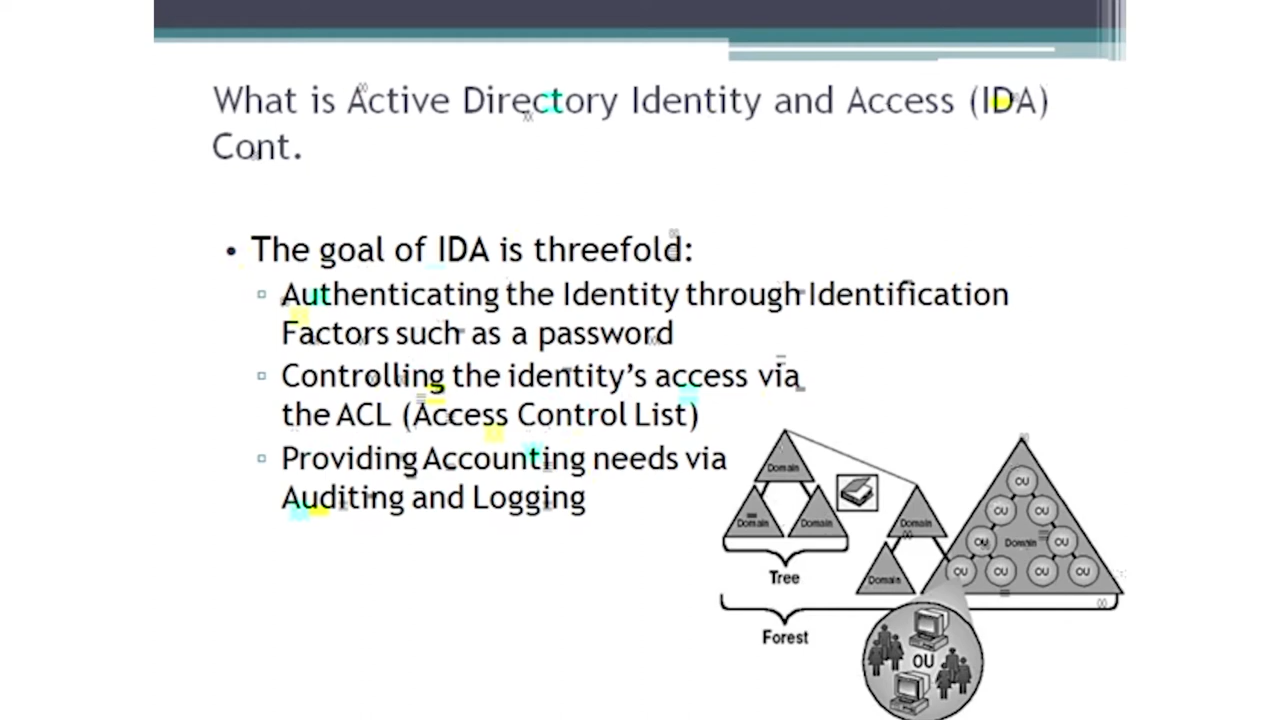 What is Active Directory Identity and Access (IDA)
Cont.
• The goal of IDA is threefold:
▫ Authenticating the Identity through Identification
Factors such as a password
▫ Controlling the identity’s access via
the ACL (Access Control List)
▫ Providing Accounting needs via
Auditing and Logging
Domain
Domain
Domain
Tree
Domain
Domain
OU
OU
OU
OU
Domain
OU
OU
OU
OU
OU
Forest
OU